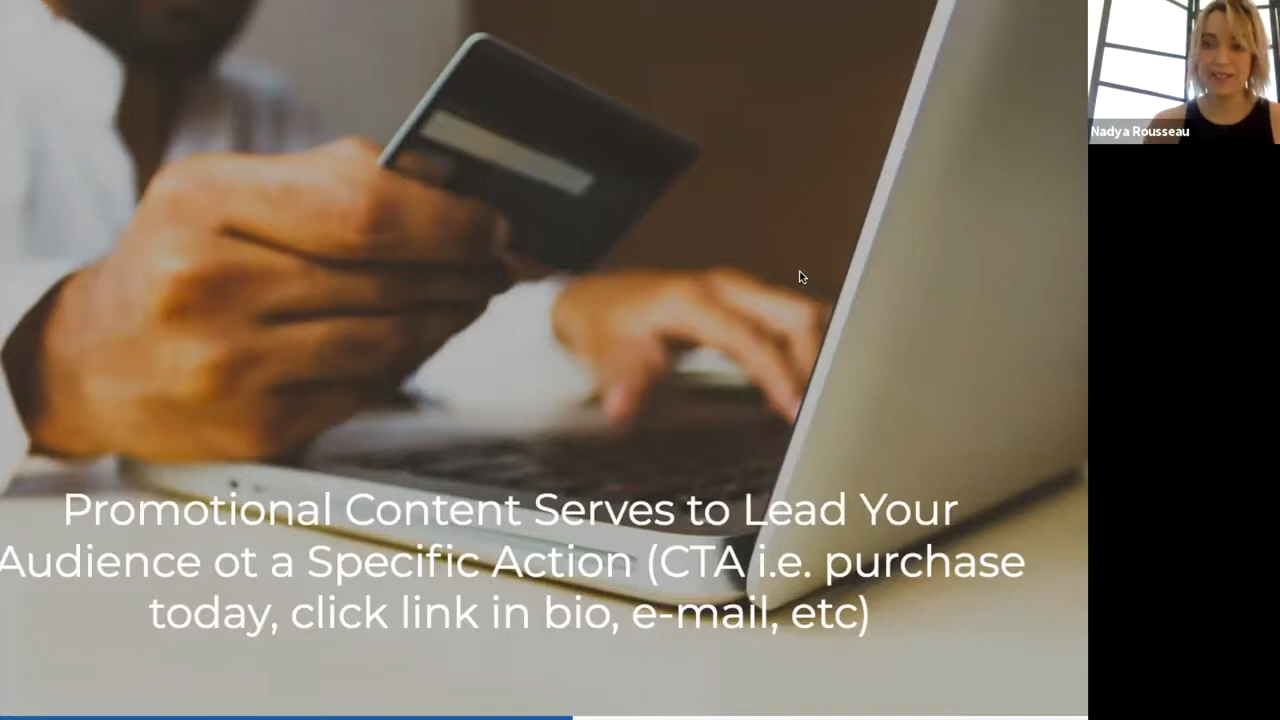 Nadya Rousseau
Promotional Content Serves to Lead Your
Audience ot a Specific Action (CTA i.e. purchase
today, click link in bio, e-mail, etc)